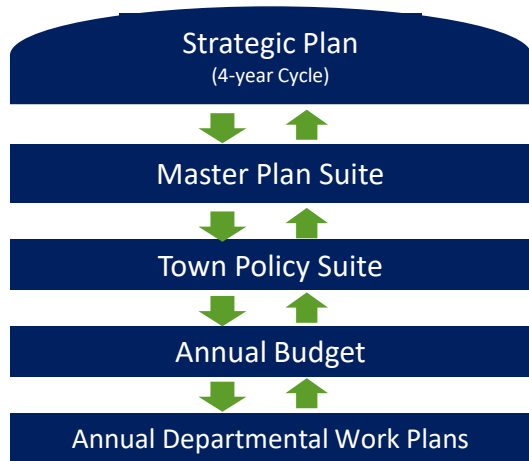 Strategic Plan
(4-year Cycle)
Master Plan Suite
Town Policy Suite
Annual Budget
Annual Departmental Work Plans